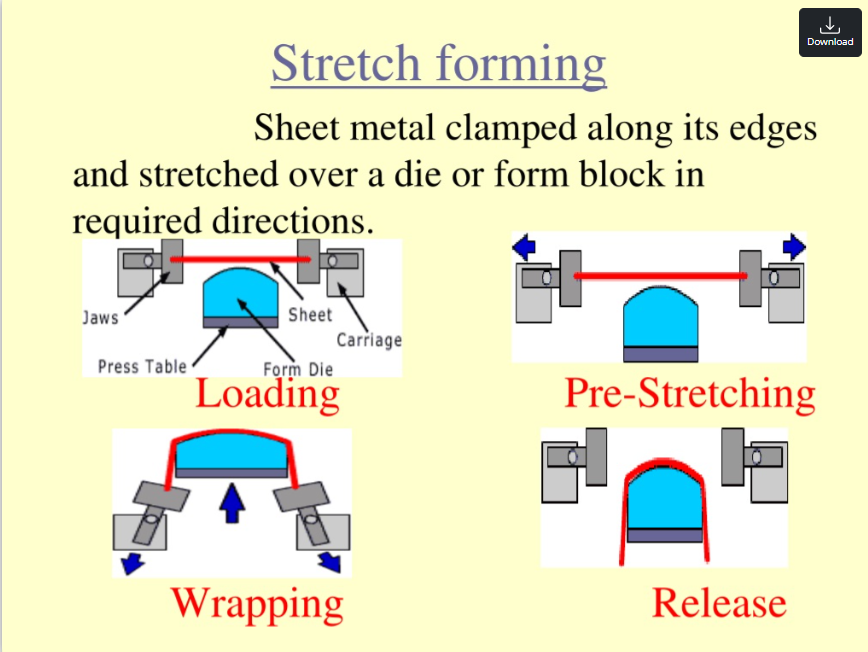 Download
Stretch forming
Sheet metal clamped along its edges
and stretched over a die or form block in
required directions.
Jaws
Sheet
Carriage
Press Table
Form Die
Loading
Pre-Stretching
Wrapping
Release